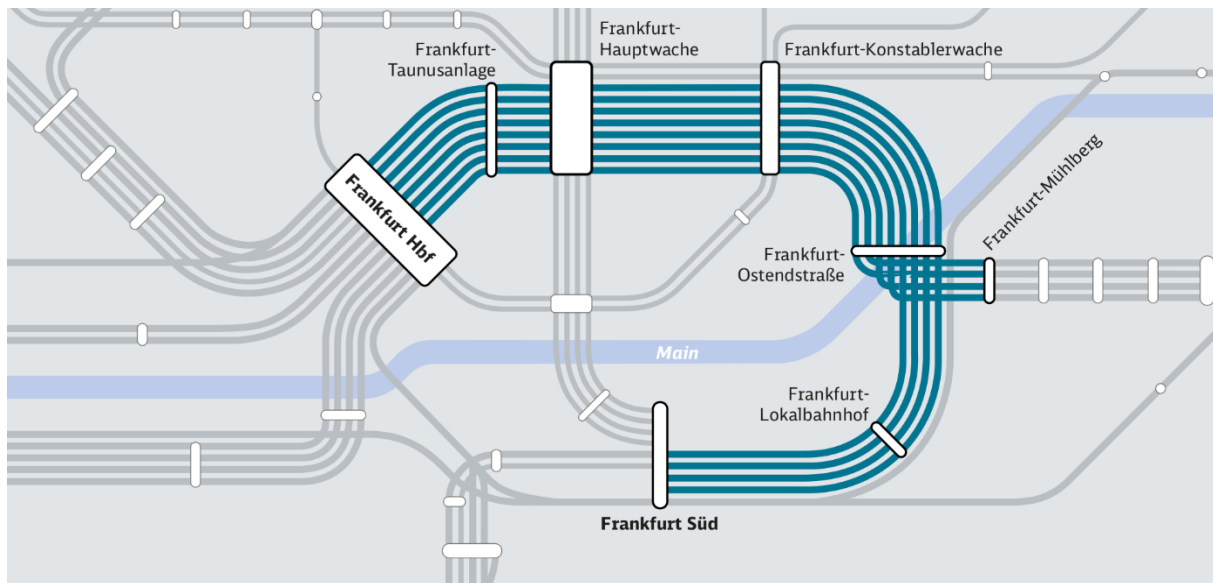 Frankfurt-
Hauptwache
Frankfurt-Konstablerwache
Frankfurt-
Taunusanlage
Frankfurt Hbf
Frankfurt-Mühlberg
Frankfurt-
Ostendstraße
Main
Frankfurt-
Lokalbahnhof
Frankfurt Süd